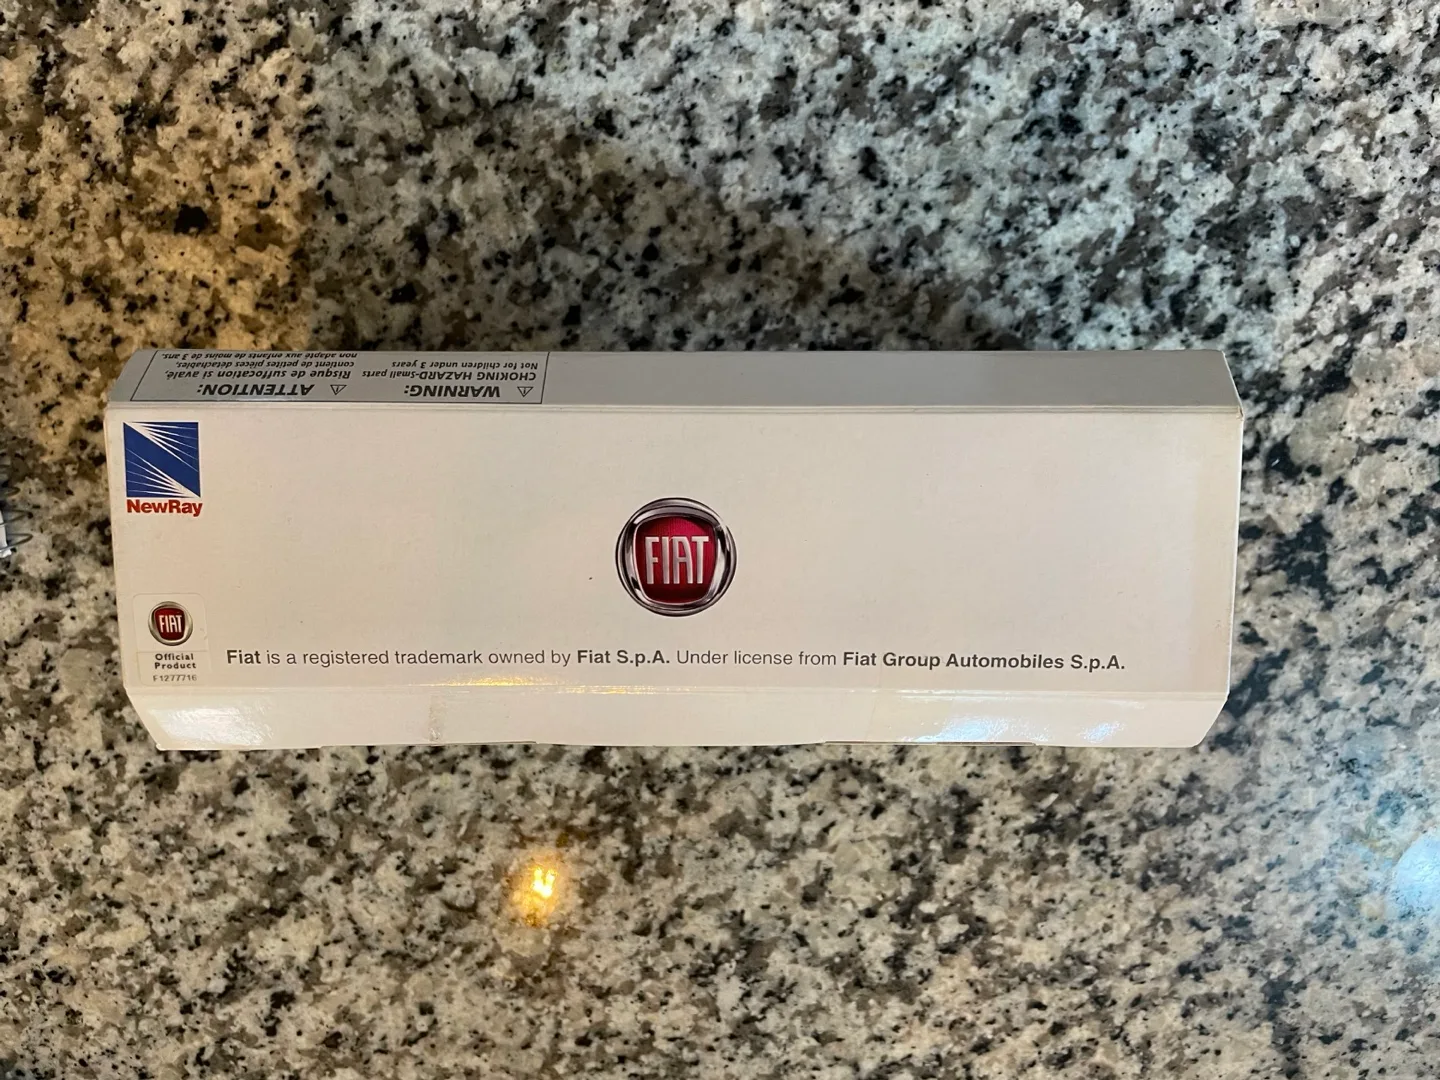 ⚠ WARNING:
CHOKING HAZARD-Small parts
Not for children under 3 years
⚠ ATTENTION:
Risque de suffocation si avalé,
contient de petites pièces détachables,
non adapté aux enfants de moins de 3 ans.
NewRay
FIAT
FIAT
Official
Product
F1277716
Fiat is a registered trademark owned by Fiat S.p.A. Under license from Fiat Group Automobiles S.p.A.